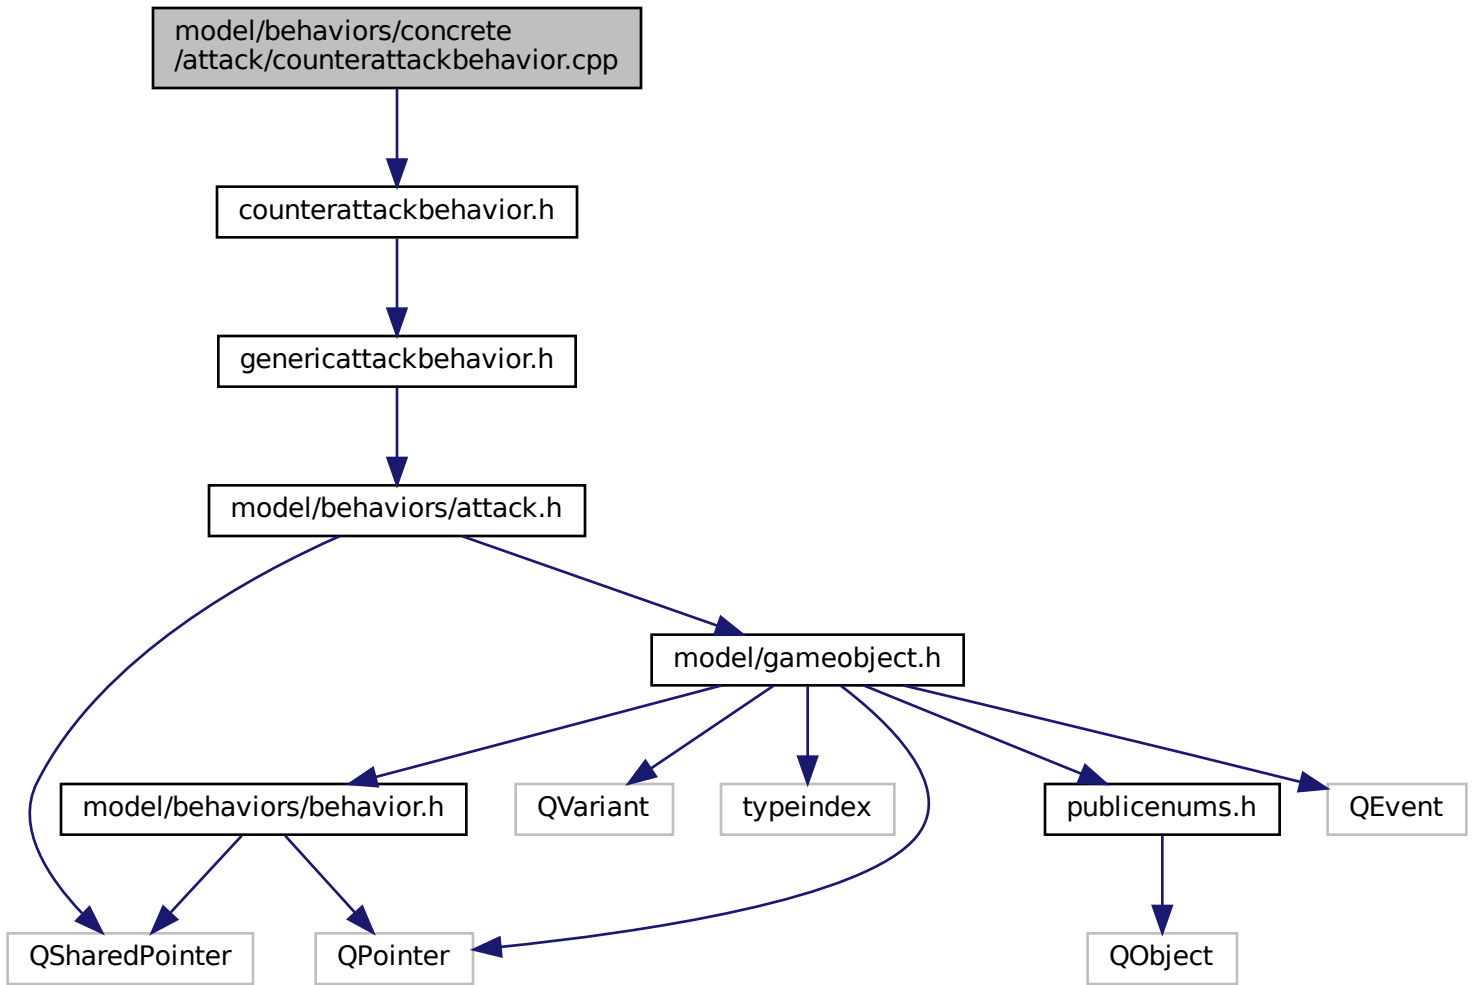 model/behaviors/concrete
/attack/counterattackbehavior.cpp
counterattackbehavior.h
genericattackbehavior.h
model/behaviors/attack.h
model/gameobject.h
model/behaviors/behavior.h
QVariant
typeindex
publicenums.h
QEvent
QSharedPointer
QPointer
QObject